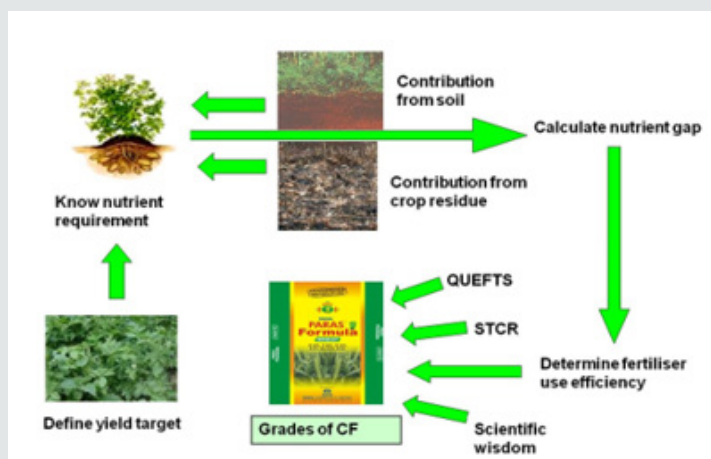 Contribution
from soil
Calculate nutrient gap
Contribution from
crop residue
Know nutrient
requirement
QUEFTS
PARAS
Formula
STCR
Determine fertiliser
use efficiency
Define yield target
Grades of CF
Scientific
wisdom